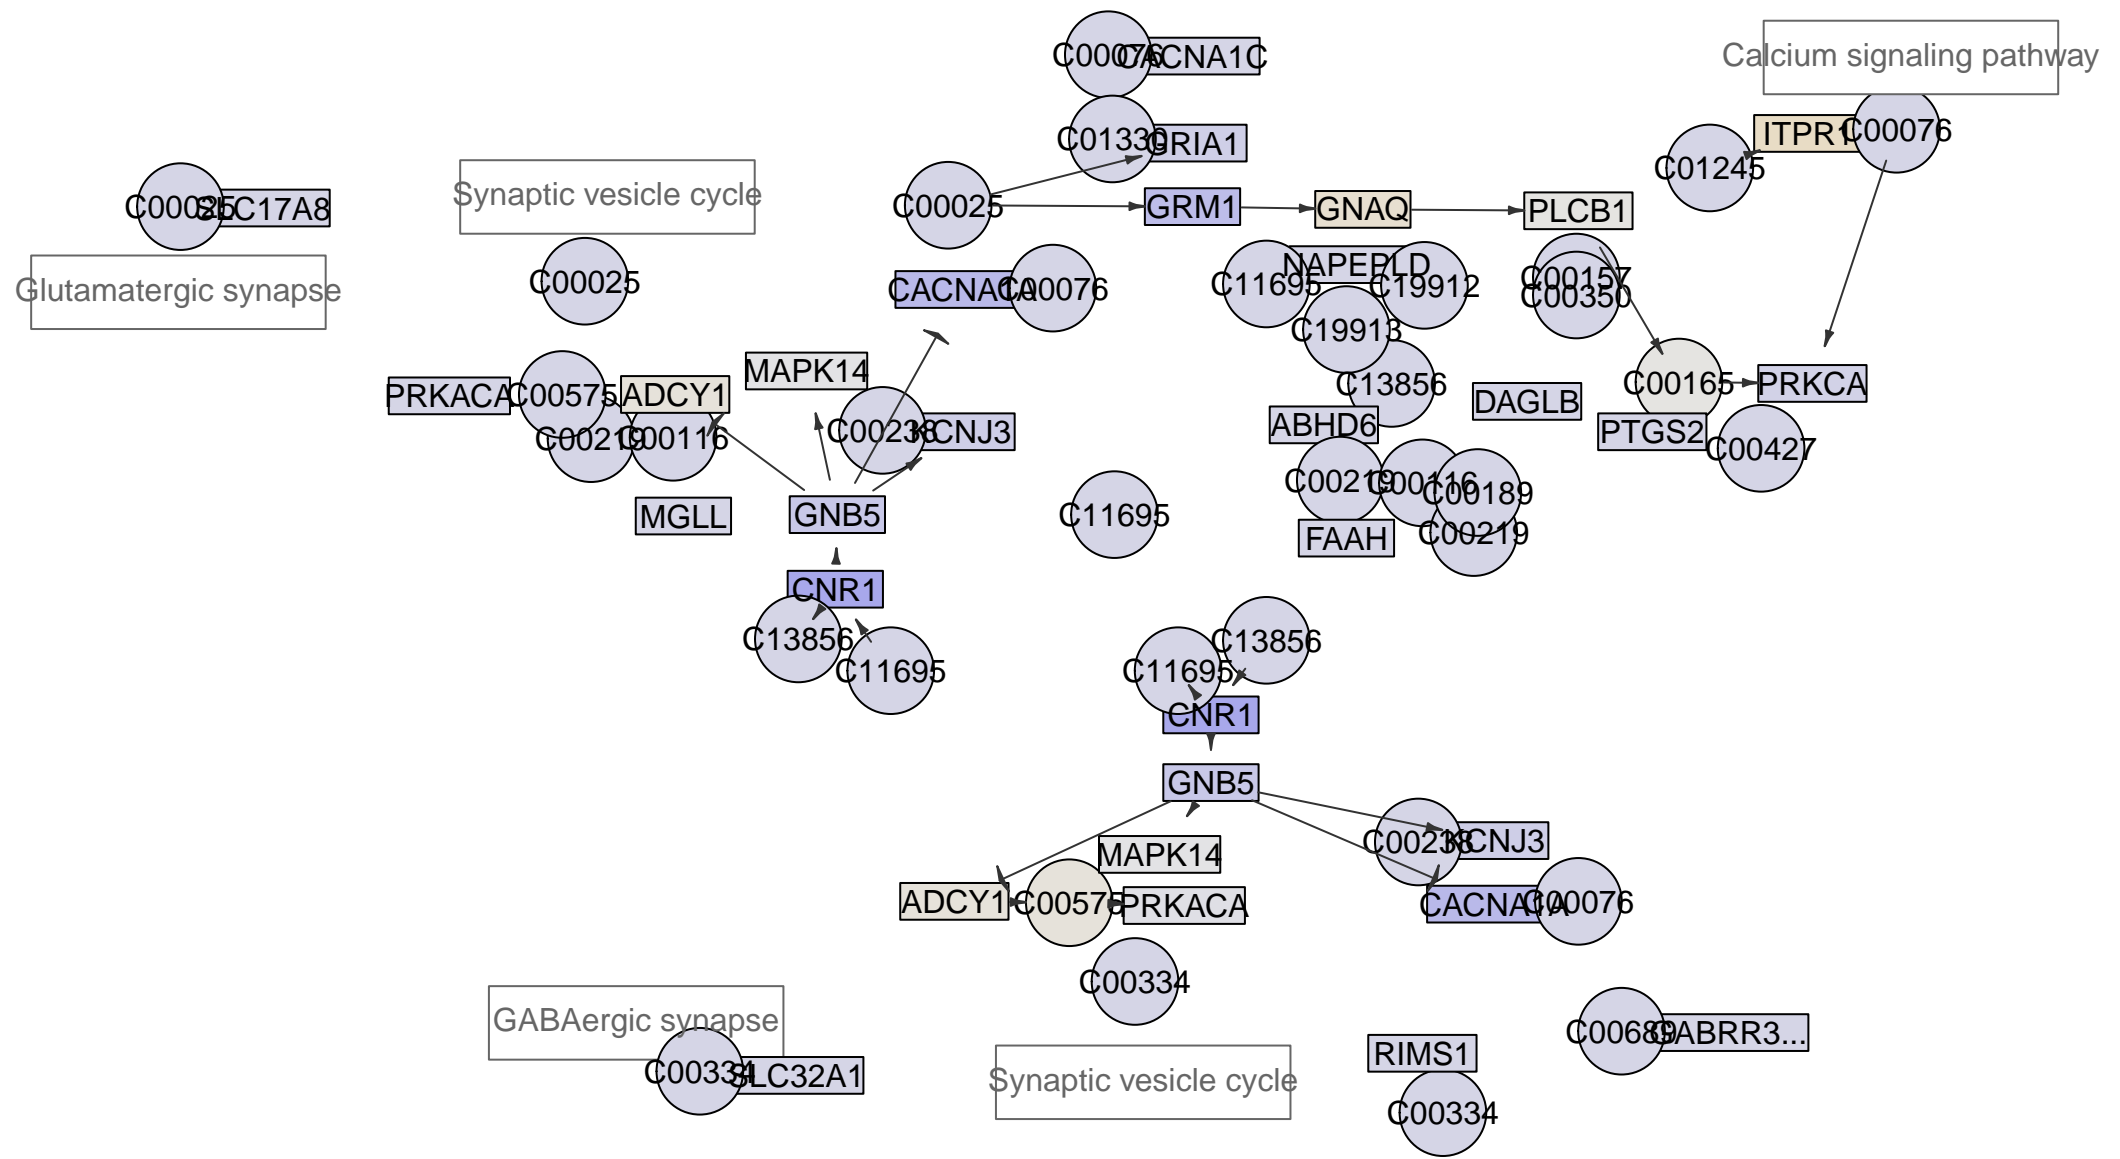 C00076
CACNA1C
Calcium signaling pathway
C01330
GRIA1
ITPR1
C00076
C01245
C00025
SLC17A8
Synaptic vesicle cycle
C00025
GRM1
GNAQ
PLCB1
Glutamatergic synapse
C00025
CACNA1A
C00076
C11695
NAPEPLD
C19912
C00157
C00350
C19913
MAPK14
C13856
C00165
PRKCA
PRKACA
C00575
ADCY1
DAGLB
C00219
C00116
C00238
KCNJ3
ABHD6
PTGS2
C00427
C00219
C00116
C00189
MGLL
GNB5
C11695
FAAH
C00219
CNR1
C13856
C11695
C13856
C11695
CNR1
GNB5
MAPK14
C00238
KCNJ3
ADCY1
C00575
PRKACA
CACNA1A
C00076
C00334
GABAergic synapse
C00689
GABRR3...
RIMS1
C00334
SLC32A1
Synaptic vesicle cycle
C00334